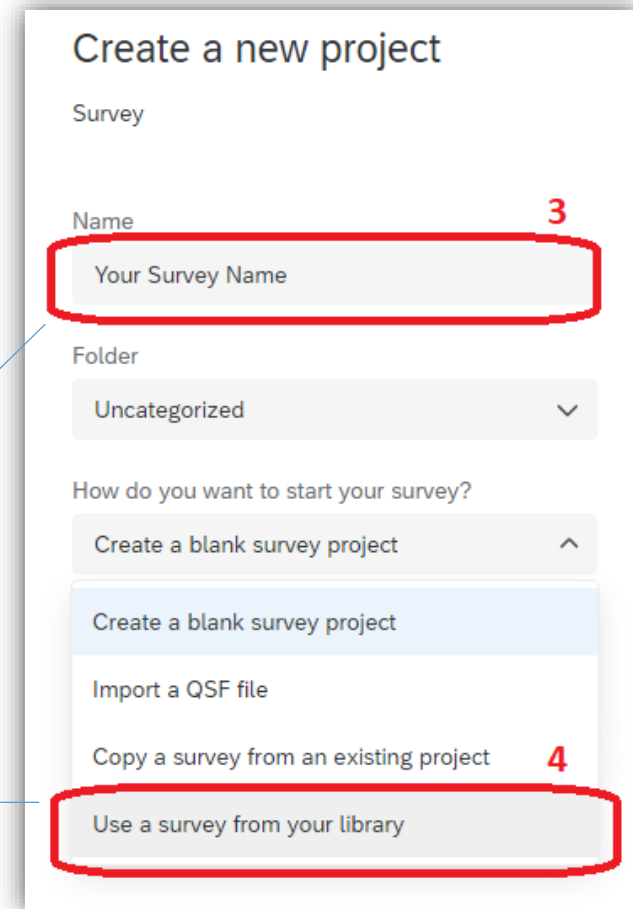 Create a new project
Survey
Name
3
Your Survey Name
Folder
Uncategorized
How do you want to start your survey?
Create a blank survey project
Create a blank survey project
Import a QSF file
Copy a survey from an existing project
4
Use a survey from your library